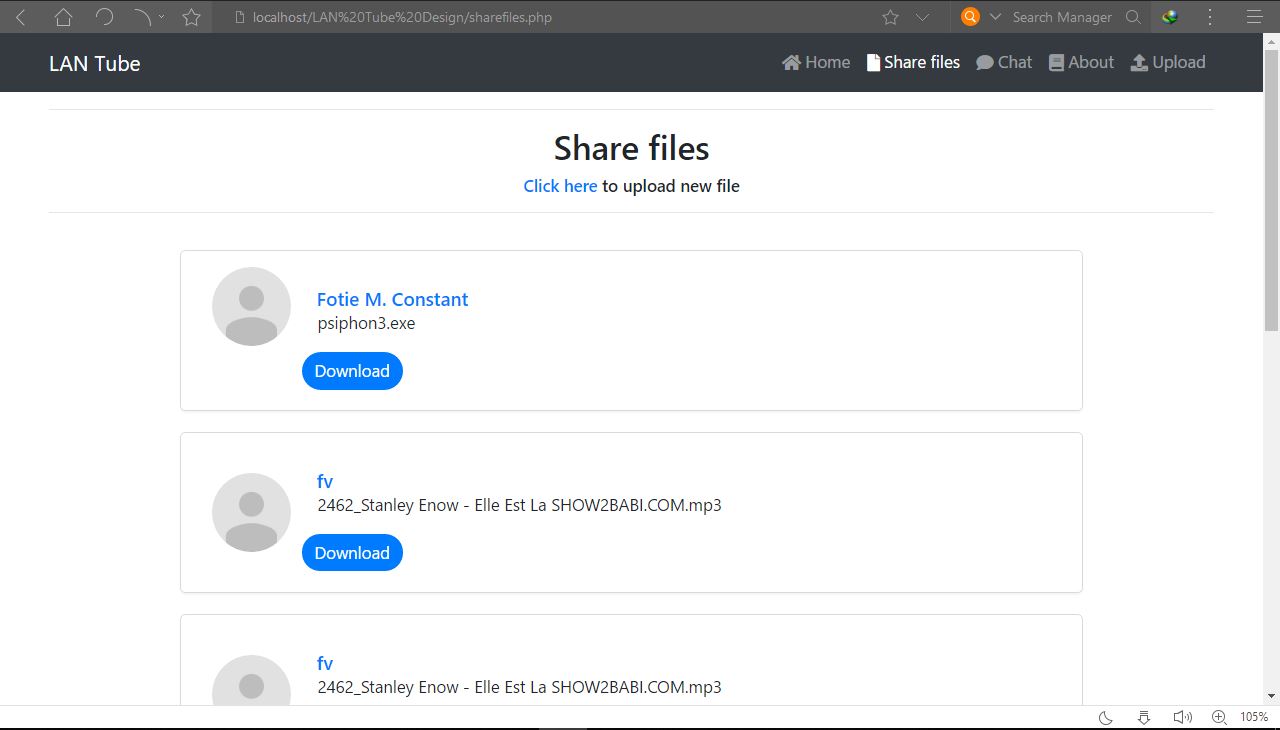 localhost/LAN%20Tube%20Design/sharefiles.php
Search Manager
LAN Tube
Home Share files Chat About Upload
Share files
Click here to upload new file
Fotie M. Constant
psiphon3.exe
Download
fv
2462_Stanley Enow - Elle Est La SHOW2BABI.COM.mp3
Download
fv
2462_Stanley Enow - Elle Est La SHOW2BABI.COM.mp3
105%